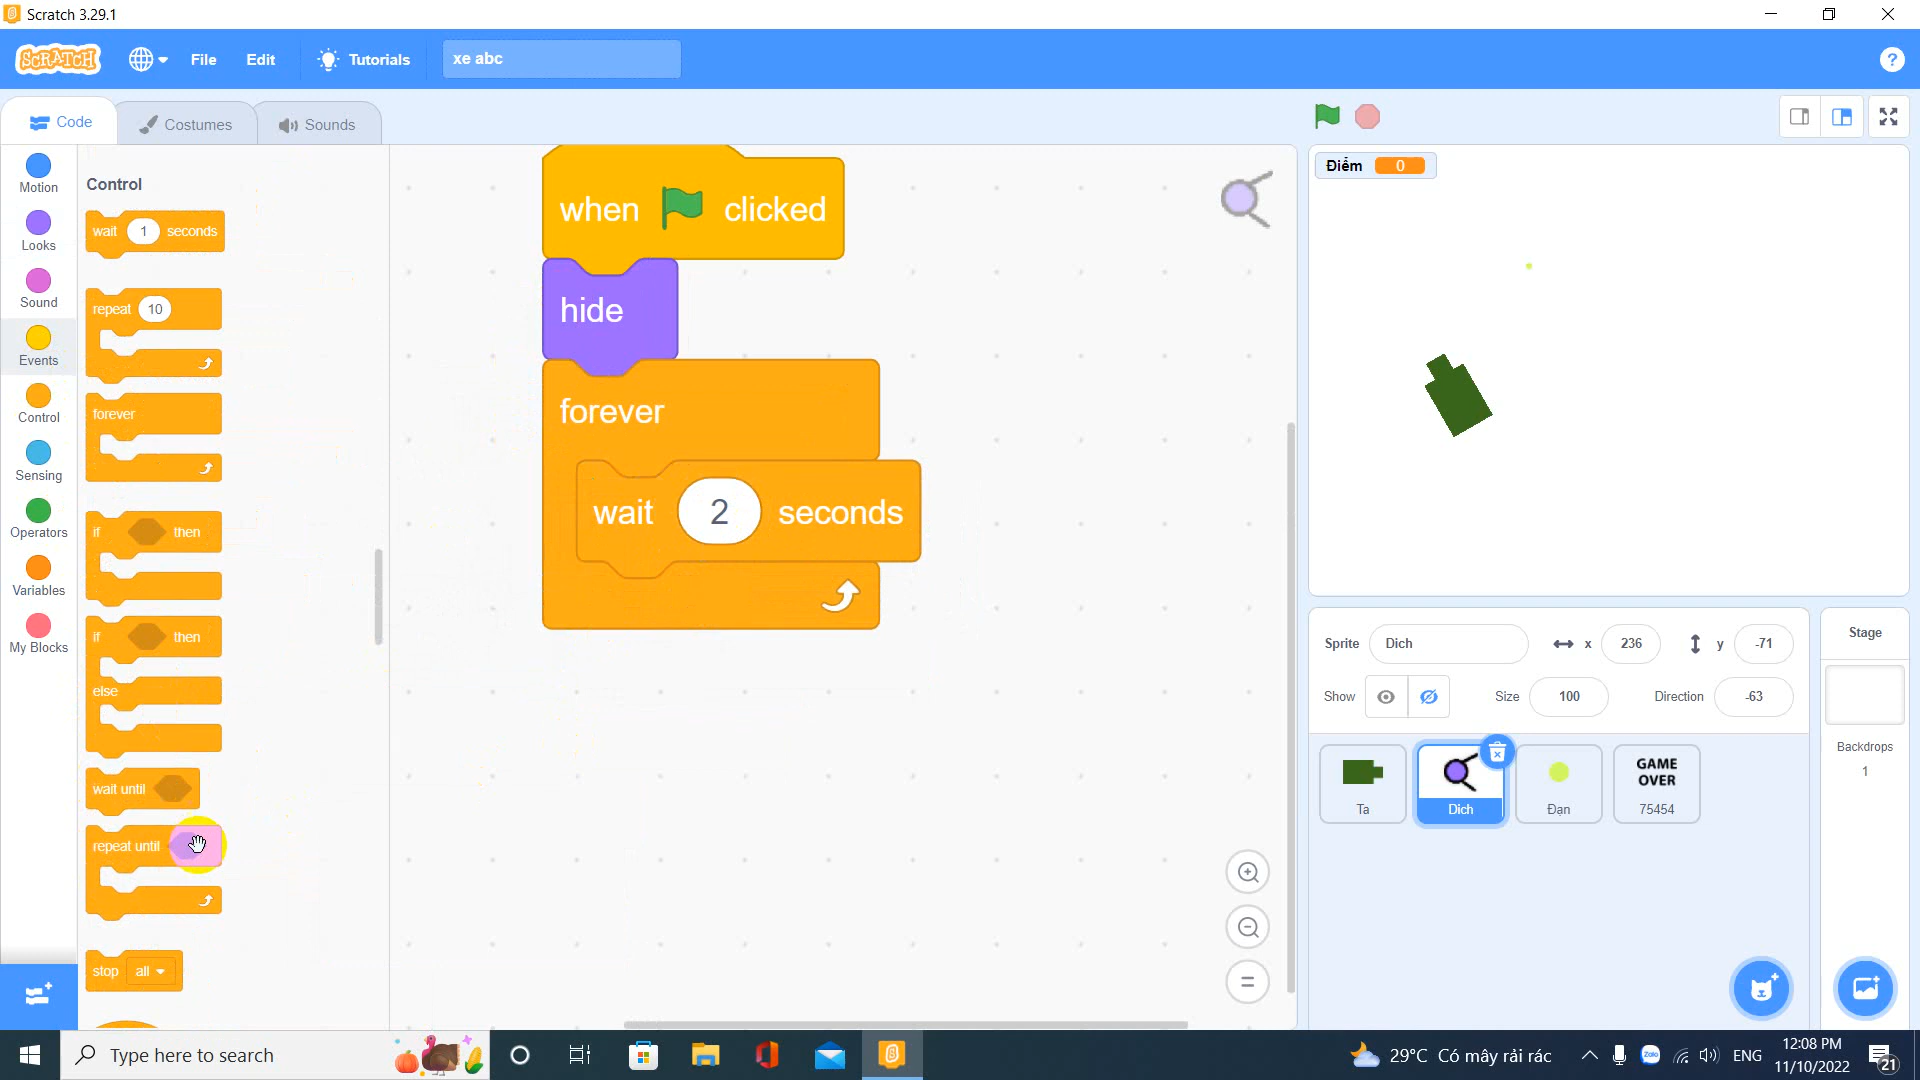 Scratch 3.29.1
SCRATCH
File
Edit
Tutorials
xe abc
?
Code
Costumes
Sounds
Motion
Looks
Sound
Events
Control
Sensing
Operators
Variables
My Blocks
Control
wait 1 seconds
repeat 10
forever
if then
if then
else
wait until
repeat until
stop all
when clicked
hide
forever
wait 2 seconds
Điểm 0
Sprite Dich x 236 y -71
Show Size 100 Direction -63
Ta
Dich
Đạn
GAME
OVER
75454
Stage
Backdrops
1
Type here to search
29°C Có mây rải rác
Zalo
ENG
12:08 PM
11/10/2022
21